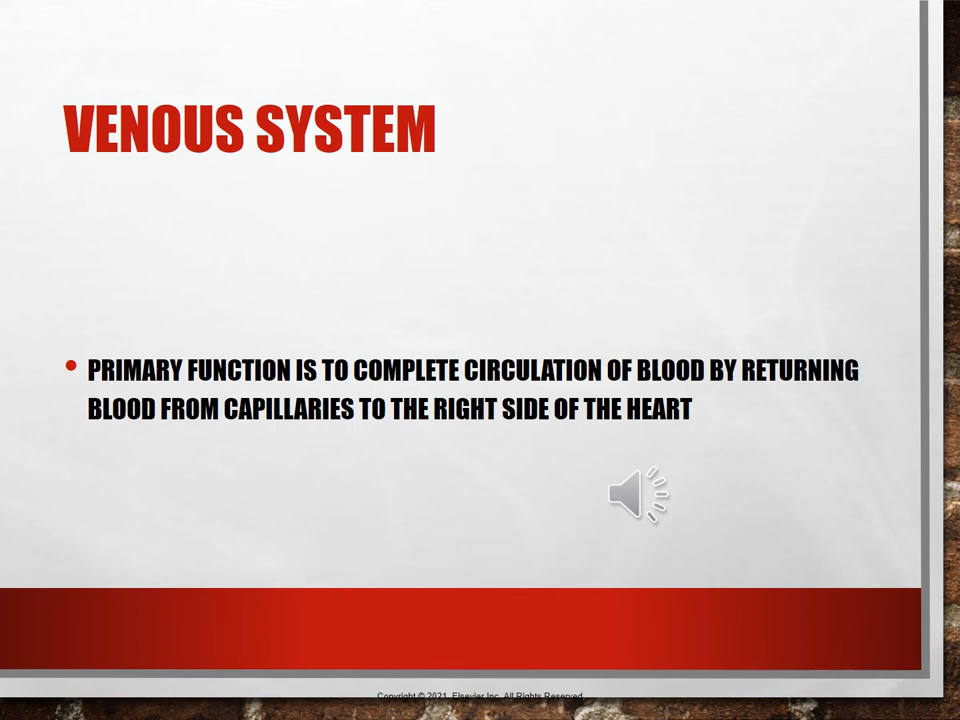 VENOUS SYSTEM
• PRIMARY FUNCTION IS TO COMPLETE CIRCULATION OF BLOOD BY RETURNING
BLOOD FROM CAPILLARIES TO THE RIGHT SIDE OF THE HEART
Copyright © 2021, Elsevier Inc. All Rights Reserved.